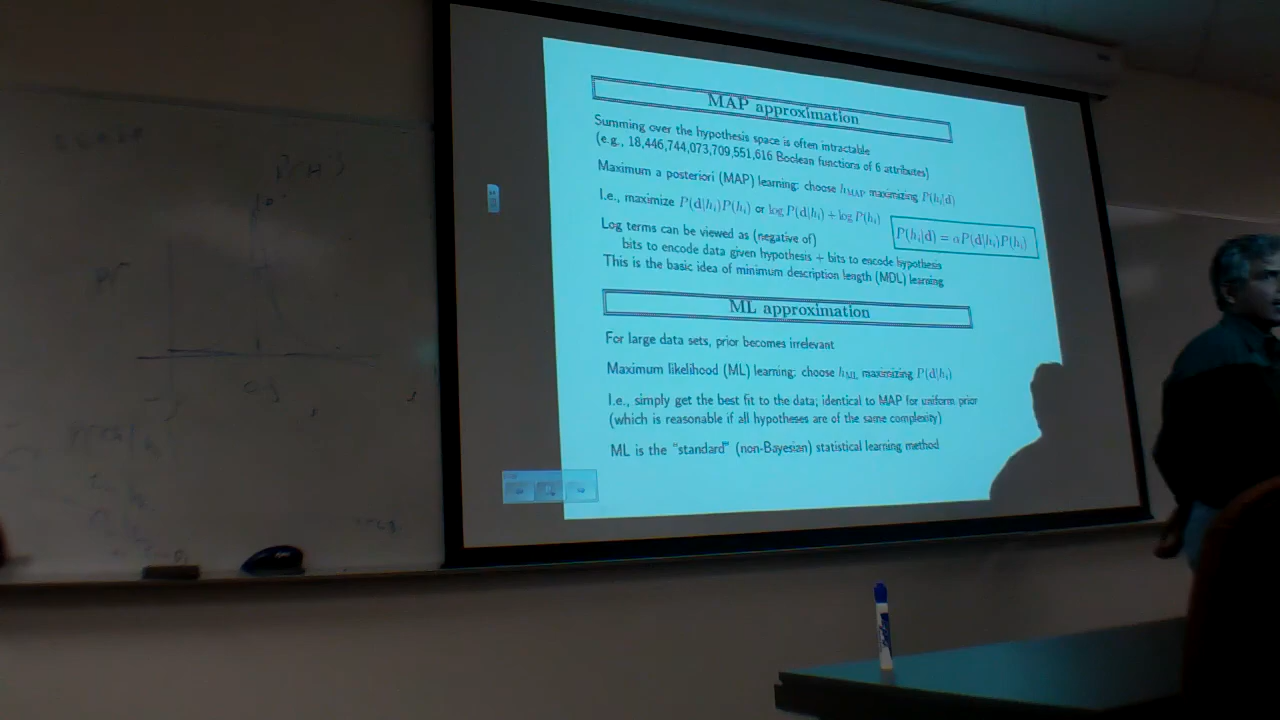 MAP approximation
Summing over the hypothesis space is often intractable
(e.g., 18,446,744,073,709,551,616 Boolean functions of 6 attributes)
Maximum a posteriori (MAP) learning: choose h_MAP maximizing P(h_i|d)
I.e., maximize P(d|h_i)P(h_i) or log P(d|h_i) + log P(h_i)
P(h_i|d) = αP(d|h_i)P(h_i)
Log terms can be viewed as (negative of)
bits to encode data given hypothesis + bits to encode hypothesis
This is the basic idea of minimum description length (MDL) learning
ML approximation
For large data sets, prior becomes irrelevant
Maximum likelihood (ML) learning: choose h_ML maximizing P(d|h_i)
I.e., simply get the best fit to the data; identical to MAP for uniform prior
(which is reasonable if all hypotheses are of the same complexity)
ML is the "standard" (non-Bayesian) statistical learning method